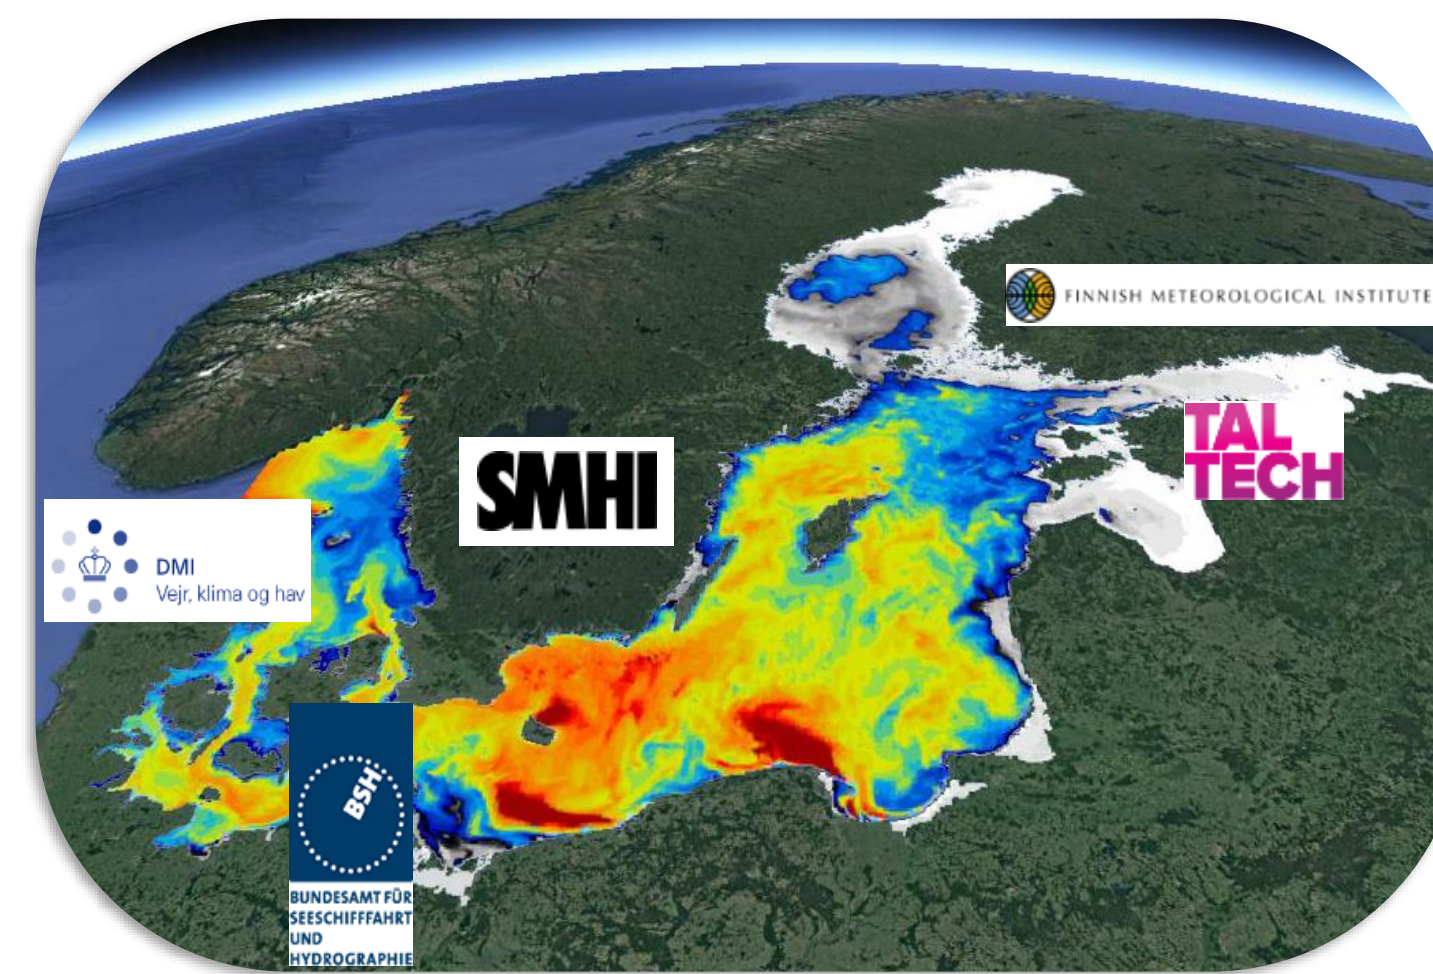 FINNISH METEOROLOGICAL INSTITUTE
TAL
TECH
SMHI
DMI
Vejr, klima og hav
BSH
BUNDESAMT FÜR
SEESCHIFFFAHRT
UND
HYDROGRAPHIE